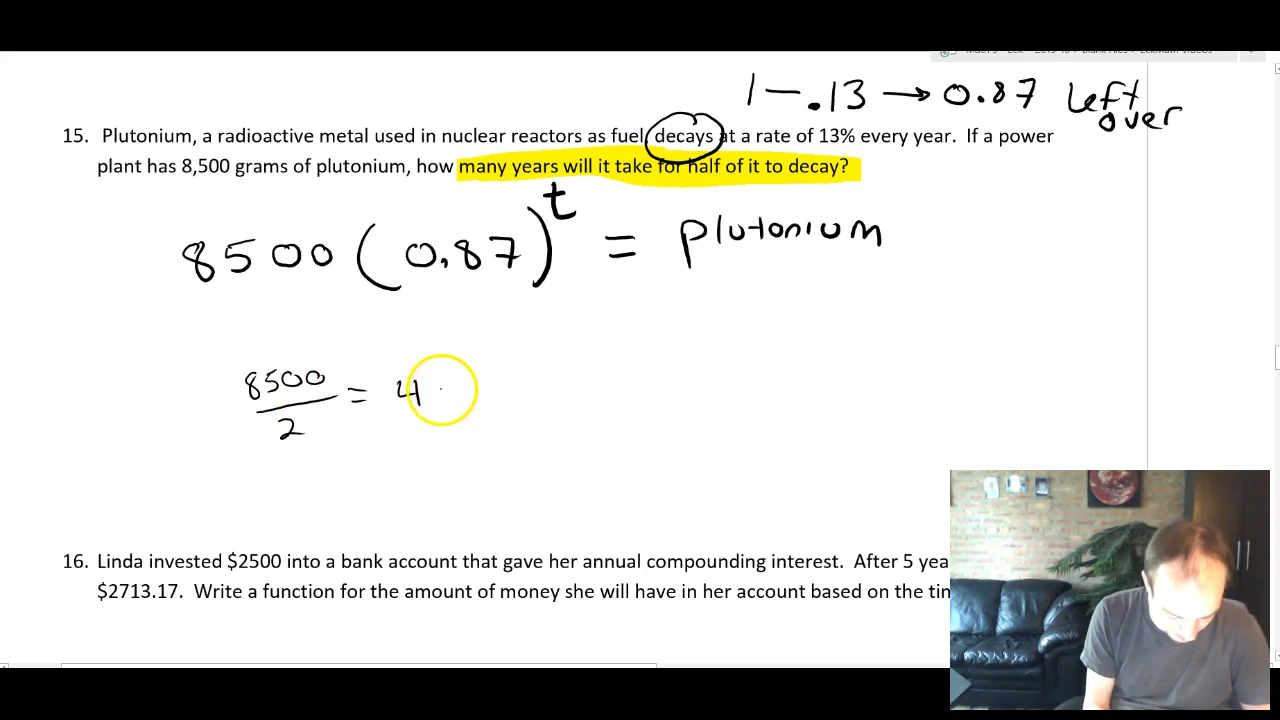 1 - .13 → 0.87 Left over
15. Plutonium, a radioactive metal used in nuclear reactors as fuel, decays at a rate of 13% every year. If a power
plant has 8,500 grams of plutonium, how many years will it take for half of it to decay?
8500 (0.87)^t = plutonium
8500/2 = 4
16. Linda invested $2500 into a bank account that gave her annual compounding interest. After 5 yea
$2713.17. Write a function for the amount of money she will have in her account based on the tin